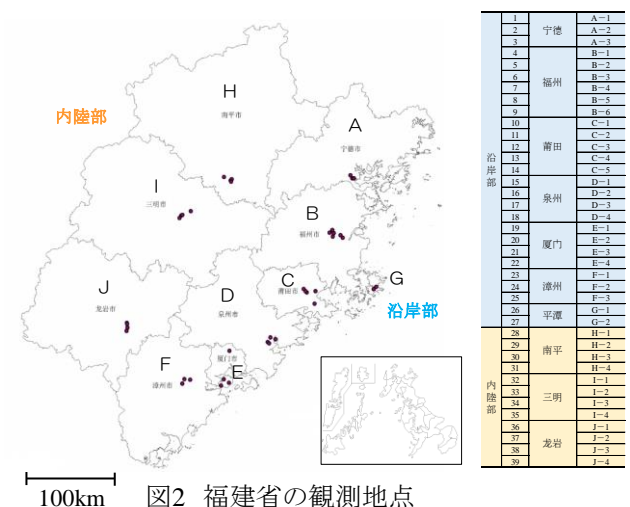 H
南平市
内陸部
A
宁德市
I
三明市
B
福州市
C
莆田市
G
沿岸部
J
龙岩市
D
泉州市
F
漳州市
厦门市
E
100km
図2 福建省の観測地点
沿岸部
1 宁德 A-1
2 A-2
3 A-3
4 福州 B-1
5 B-2
6 B-3
7 B-4
8 B-5
9 B-6
10 莆田 C-1
11 C-2
12 C-3
13 C-4
14 C-5
15 泉州 D-1
16 D-2
17 D-3
18 D-4
19 厦门 E-1
20 E-2
21 E-3
22 E-4
23 漳州 F-1
24 F-2
25 F-3
26 平潭 G-1
27 G-2
内陸部
28 南平 H-1
29 H-2
30 H-3
31 H-4
32 三明 I-1
33 I-2
34 I-3
35 I-4
36 龙岩 J-1
37 J-2
38 J-3
39 J-4